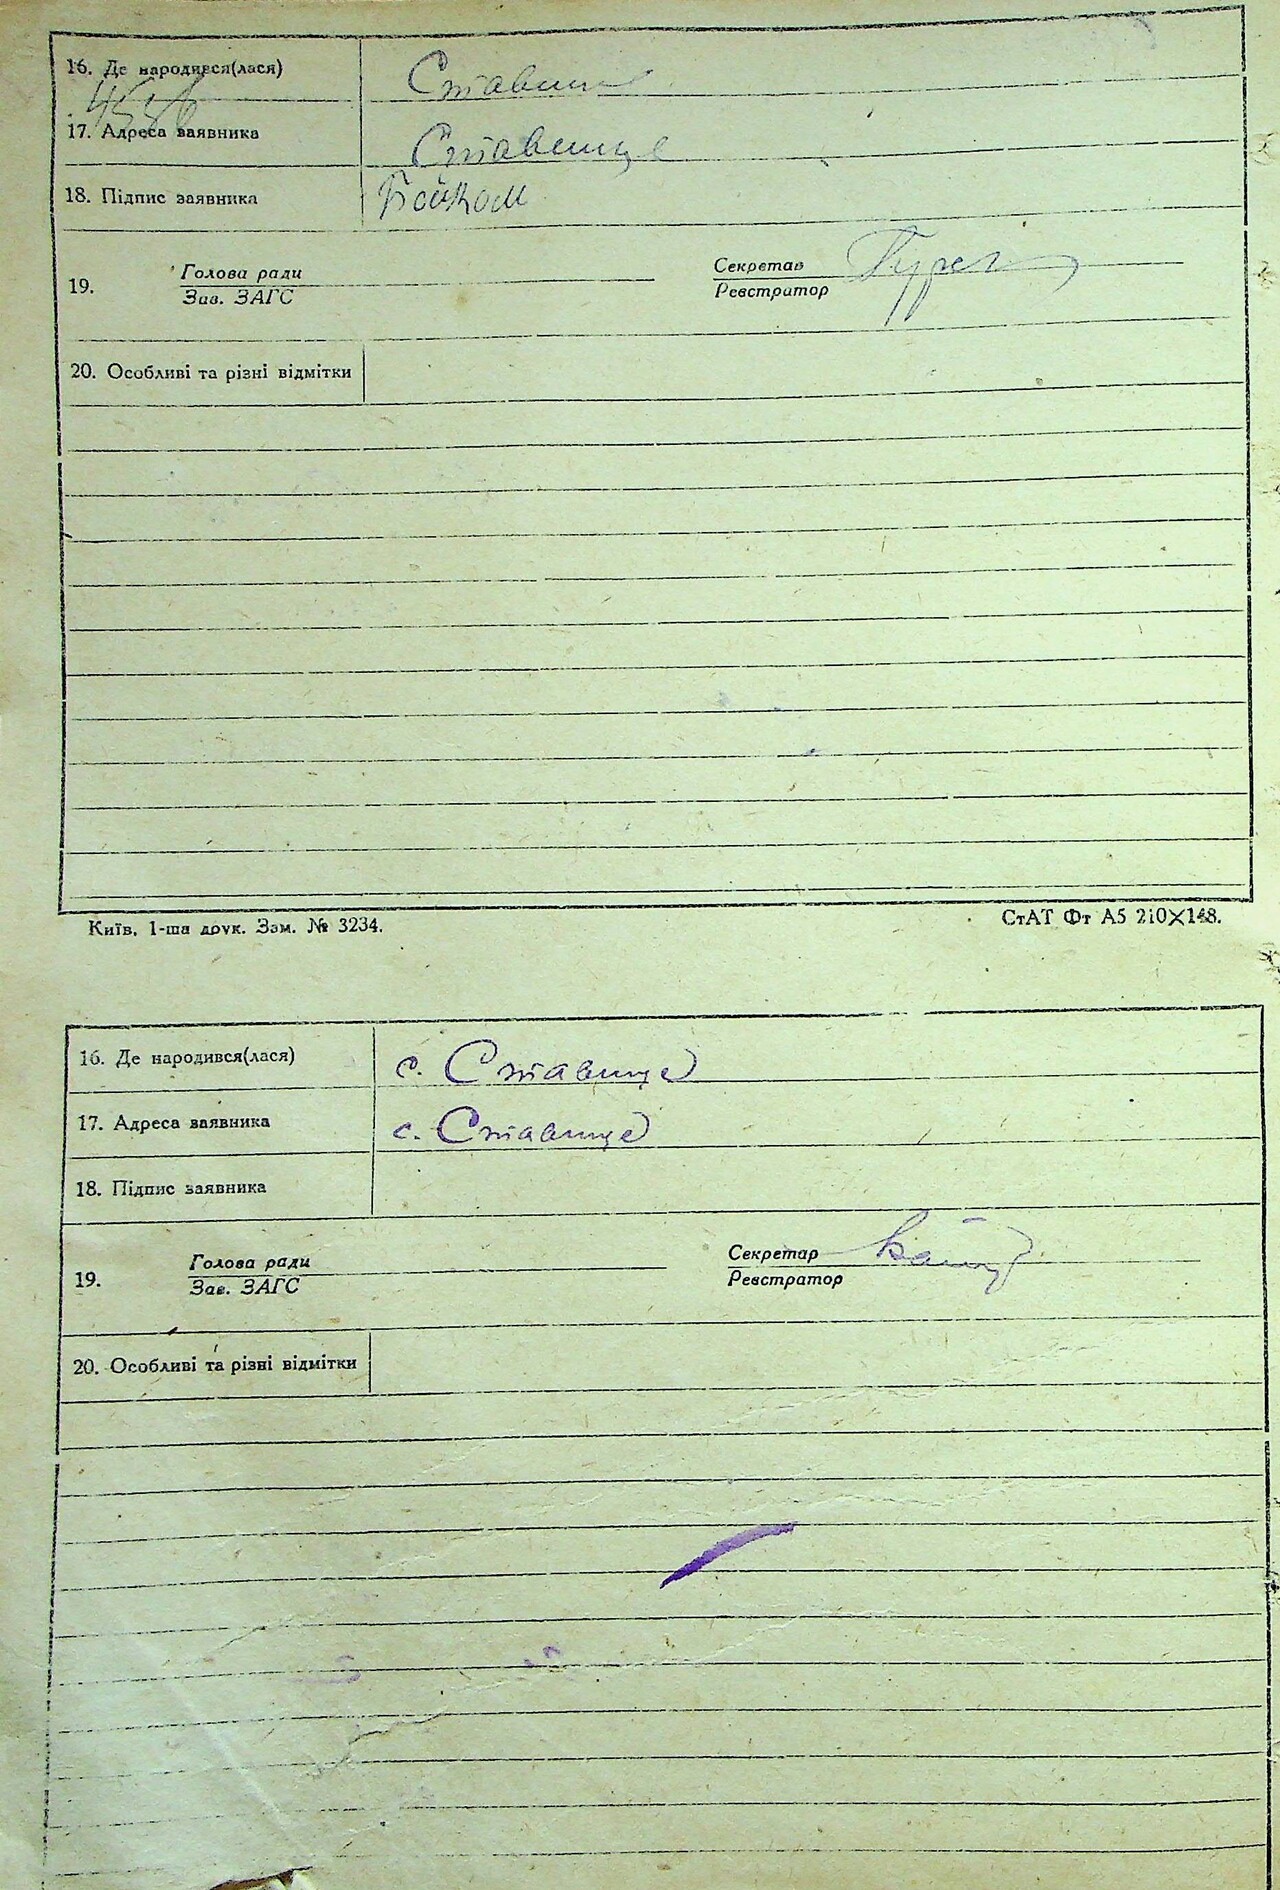 16. Де народився(лася) Ставище
17. Адреса заявника Ставище
18. Підпис заявника
19. Голова ради Секретар
Зав. ЗАГС Реєстратор
20. Особливі та різні відмітки
Київ, 1-ша друк. Зам. № 3234. СтАТ Фт А5 210×148.
16. Де народився(лася) с. Ставище
17. Адреса заявника с. Ставище
18. Підпис заявника
19. Голова ради Секретар
Зав. ЗАГС Реєстратор
20. Особливі та різні відмітки